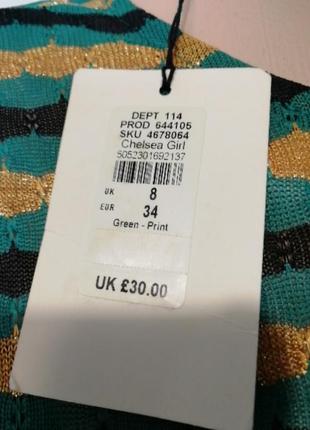 DEPT 114
PROD 644105
SKU 4678064
Chelsea Girl
5052301692137
UK 8
EUR 34
Green - Print
UK £30.00